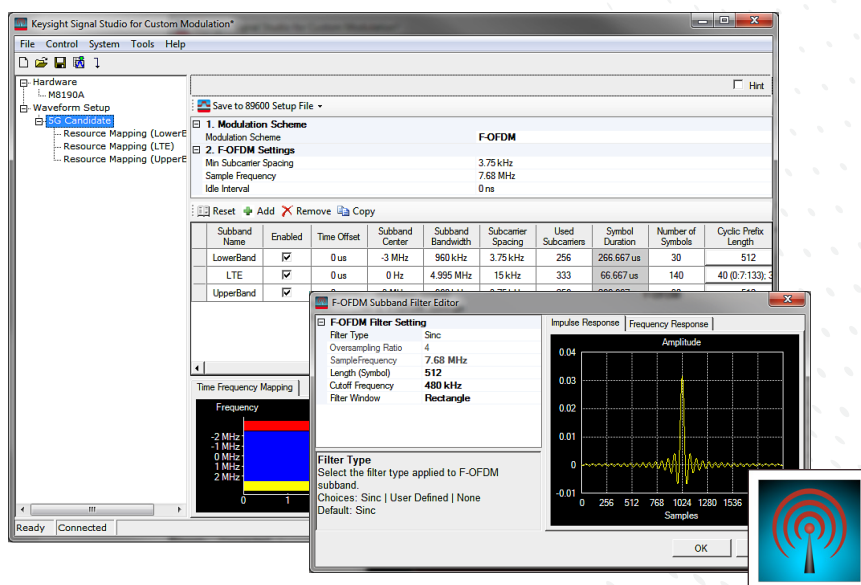 Keysight Signal Studio for Custom Modulation*
File Control System Tools Help
Hardware
M8190A
Waveform Setup
5G Candidate
Resource Mapping (LowerB
Resource Mapping (LTE)
Resource Mapping (UpperB
Hint
Save to 89600 Setup File
1. Modulation Scheme
Modulation Scheme F-OFDM
2. F-OFDM Settings
Min Subcarrier Spacing 3.75 kHz
Sample Frequency 7.68 MHz
Idle Interval 0 ns
Reset Add Remove Copy
Subband Name Enabled Time Offset Subband Center Subband Bandwidth Subcarrier Spacing Used Subcarriers Symbol Duration Number of Symbols Cyclic Prefix Length
LowerBand 0 us -3 MHz 960 kHz 3.75 kHz 256 266.667 us 30 512
LTE 0 us 0 Hz 4.995 MHz 15 kHz 333 66.667 us 140 40 (0:7:133); 3
UpperBand
Time Frequency Mapping
Frequency
-2 MHz
-1 MHz
0 MHz
1 MHz
2 MHz
0 1
Ready Connected
F-OFDM Subband Filter Editor
F-OFDM Filter Setting
Filter Type Sinc
Oversampling Ratio 4
SampleFrequency 7.68 MHz
Length (Symbol) 512
Cutoff Frequency 480 kHz
Filter Window Rectangle
Filter Type
Select the filter type applied to F-OFDM
subband.
Choices: Sinc | User Defined | None
Default: Sinc
Impulse Response Frequency Response
Amplitude
0.04
0.03
0.02
0.01
0
-0.01
0 256 512 768 1024 1280 1536
Samples
OK